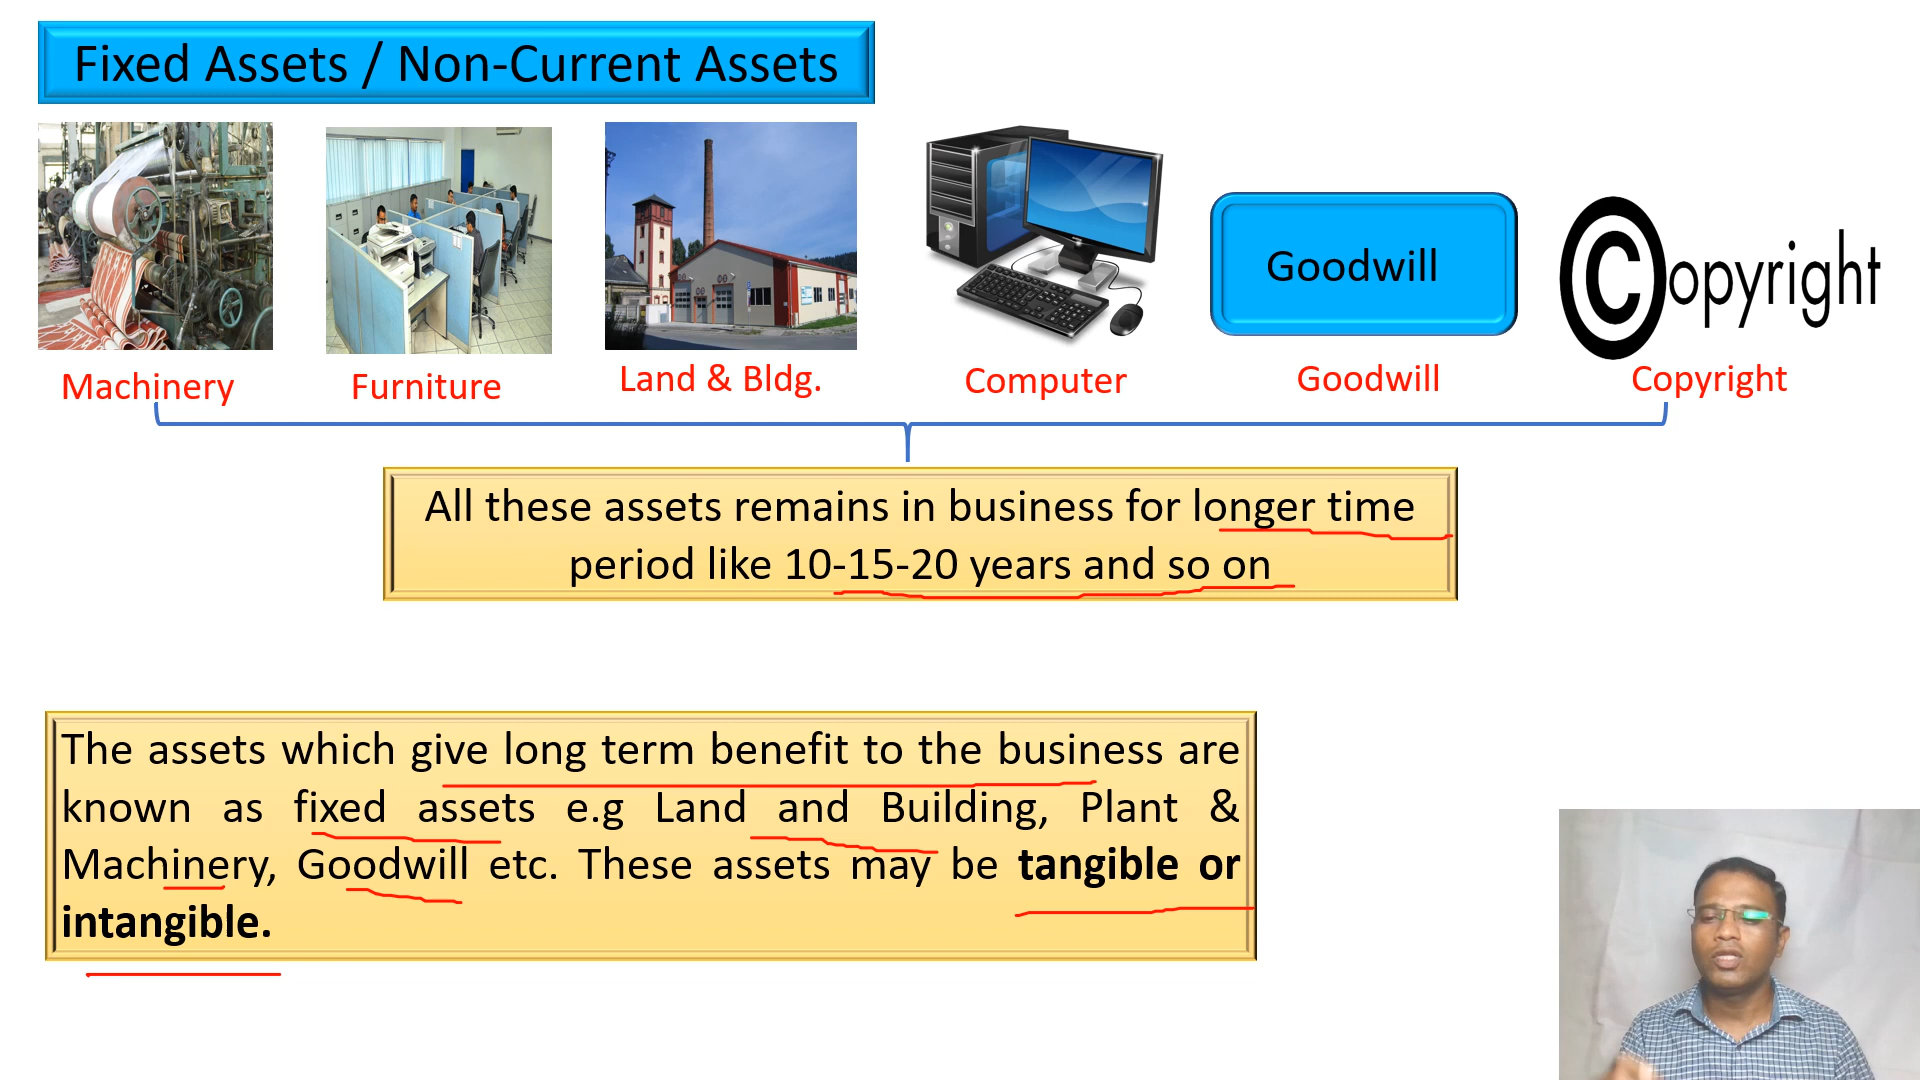 Fixed Assets / Non-Current Assets
Goodwill
Copyright
Machinery
Furniture
Land & Bldg.
Computer
Goodwill
Copyright
All these assets remains in business for longer time
period like 10-15-20 years and so on
The assets which give long term benefit to the business are
known as fixed assets e.g Land and Building, Plant &
Machinery, Goodwill etc. These assets may be tangible or
intangible.